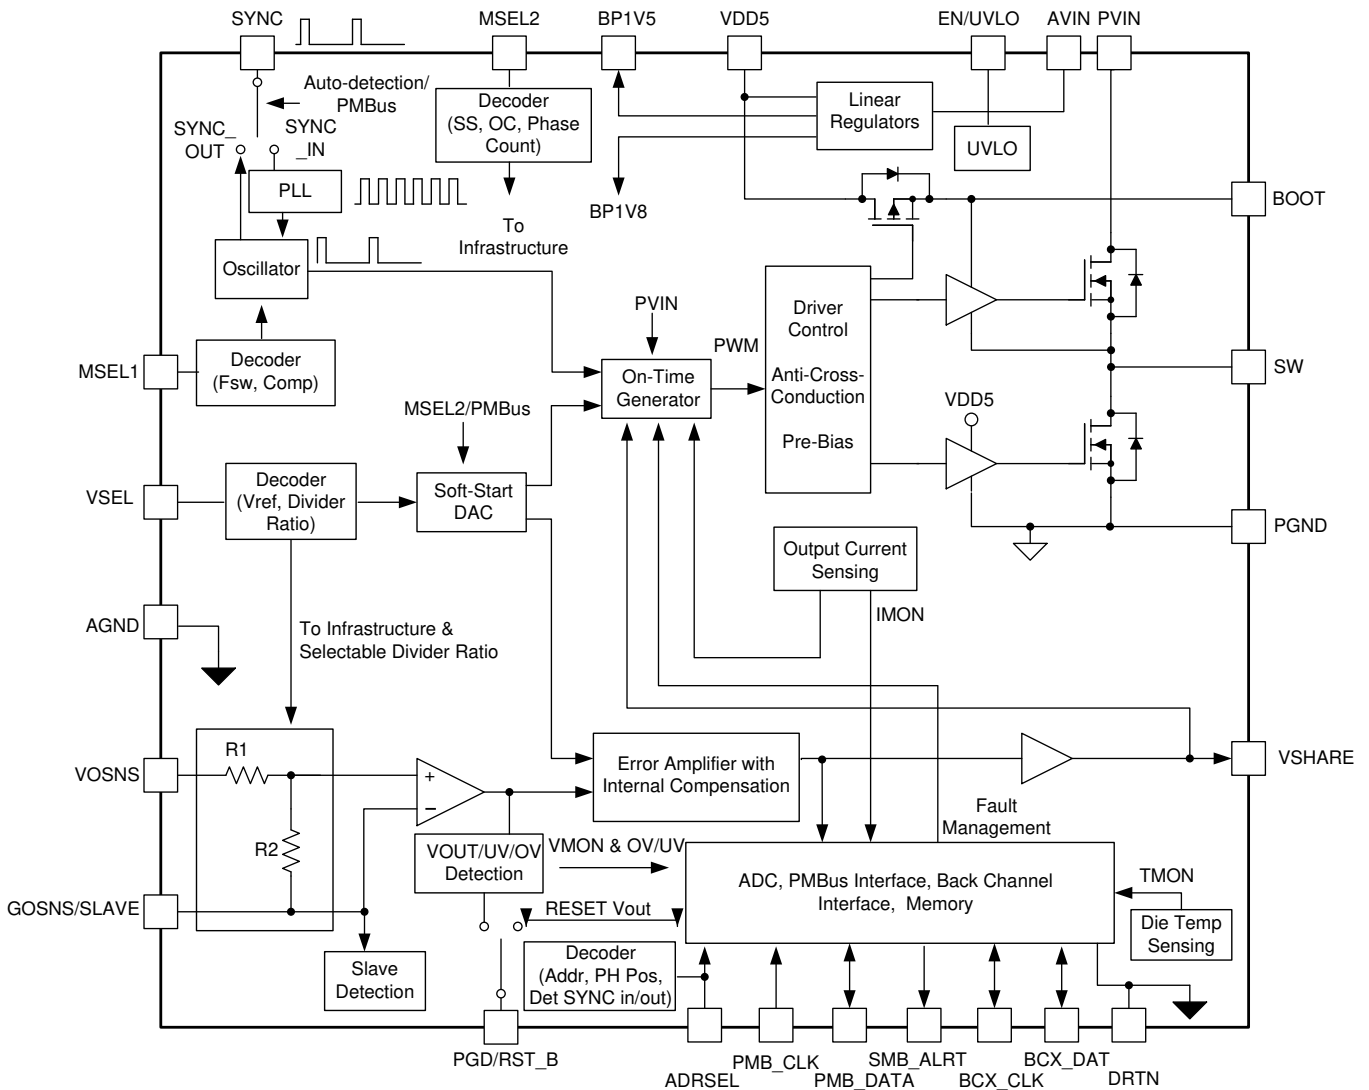 SYNC
MSEL2
BP1V5
VDD5
EN/UVLO
AVIN
PVIN
Auto-detection/
PMBus
SYNC_
OUT
SYNC
_IN
PLL
Decoder
(SS, OC, Phase
Count)
To
Infrastructure
BP1V8
Linear
Regulators
UVLO
BOOT
Oscillator
MSEL1
Decoder
(Fsw, Comp)
PVIN
On-Time
Generator
PWM
Driver
Control
Anti-Cross-
Conduction
Pre-Bias
VDD5
SW
MSEL2/PMBus
VSEL
Decoder
(Vref, Divider
Ratio)
Soft-Start
DAC
PGND
Output Current
Sensing
IMON
AGND
To Infrastructure &
Selectable Divider Ratio
VOSNS
R1
R2
+
−
Error Amplifier with
Internal Compensation
VSHARE
Fault
Management
VOUT/UV/OV
Detection
VMON & OV/UV
ADC, PMBus Interface, Back Channel
Interface, Memory
TMON
Die Temp
Sensing
GOSNS/SLAVE
RESET Vout
Slave
Detection
Decoder
(Addr, PH Pos,
Det SYNC in/out)
PGD/RST_B
ADRSEL
PMB_CLK
PMB_DATA
SMB_ALRT
BCX_CLK
BCX_DAT
DRTN